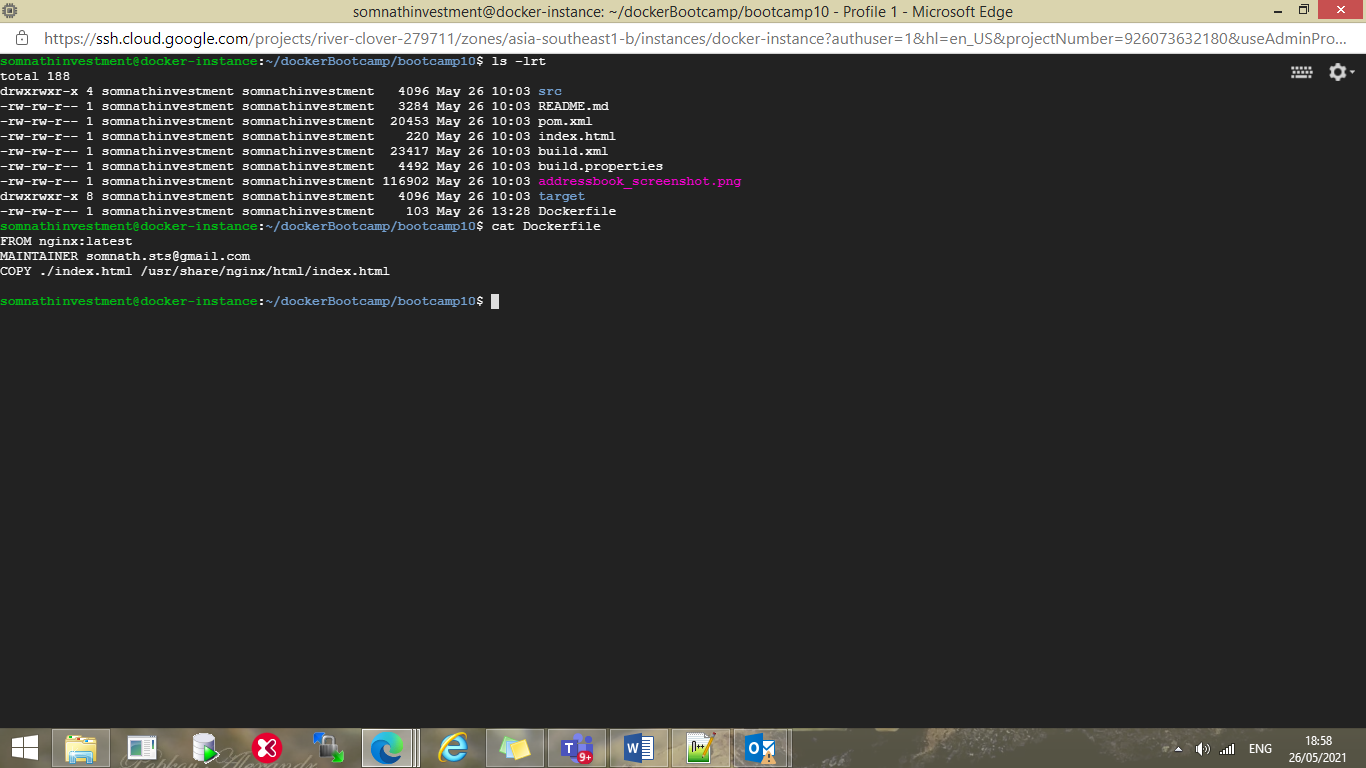 somnathinvestment@docker-instance: ~/dockerBootcamp/bootcamp10 - Profile 1 - Microsoft Edge
https://ssh.cloud.google.com/projects/river-clover-279711/zones/asia-southeast1-b/instances/docker-instance?authuser=1&hl=en_US&projectNumber=926073632180&useAdminPro...
somnathinvestment@docker-instance:~/dockerBootcamp/bootcamp10$ ls -lrt
total 188
drwxrwxr-x 4 somnathinvestment somnathinvestment   4096 May 26 10:03 src
-rw-rw-r-- 1 somnathinvestment somnathinvestment   3284 May 26 10:03 README.md
-rw-rw-r-- 1 somnathinvestment somnathinvestment  20453 May 26 10:03 pom.xml
-rw-rw-r-- 1 somnathinvestment somnathinvestment    220 May 26 10:03 index.html
-rw-rw-r-- 1 somnathinvestment somnathinvestment  23417 May 26 10:03 build.xml
-rw-rw-r-- 1 somnathinvestment somnathinvestment   4492 May 26 10:03 build.properties
-rw-rw-r-- 1 somnathinvestment somnathinvestment 116902 May 26 10:03 addressbook_screenshot.png
drwxrwxr-x 8 somnathinvestment somnathinvestment   4096 May 26 10:03 target
-rw-rw-r-- 1 somnathinvestment somnathinvestment    103 May 26 13:28 Dockerfile
somnathinvestment@docker-instance:~/dockerBootcamp/bootcamp10$ cat Dockerfile
FROM nginx:latest
MAINTAINER somnath.sts@gmail.com
COPY ./index.html /usr/share/nginx/html/index.html
somnathinvestment@docker-instance:~/dockerBootcamp/bootcamp10$
9+
ENG
18:58
26/05/2021